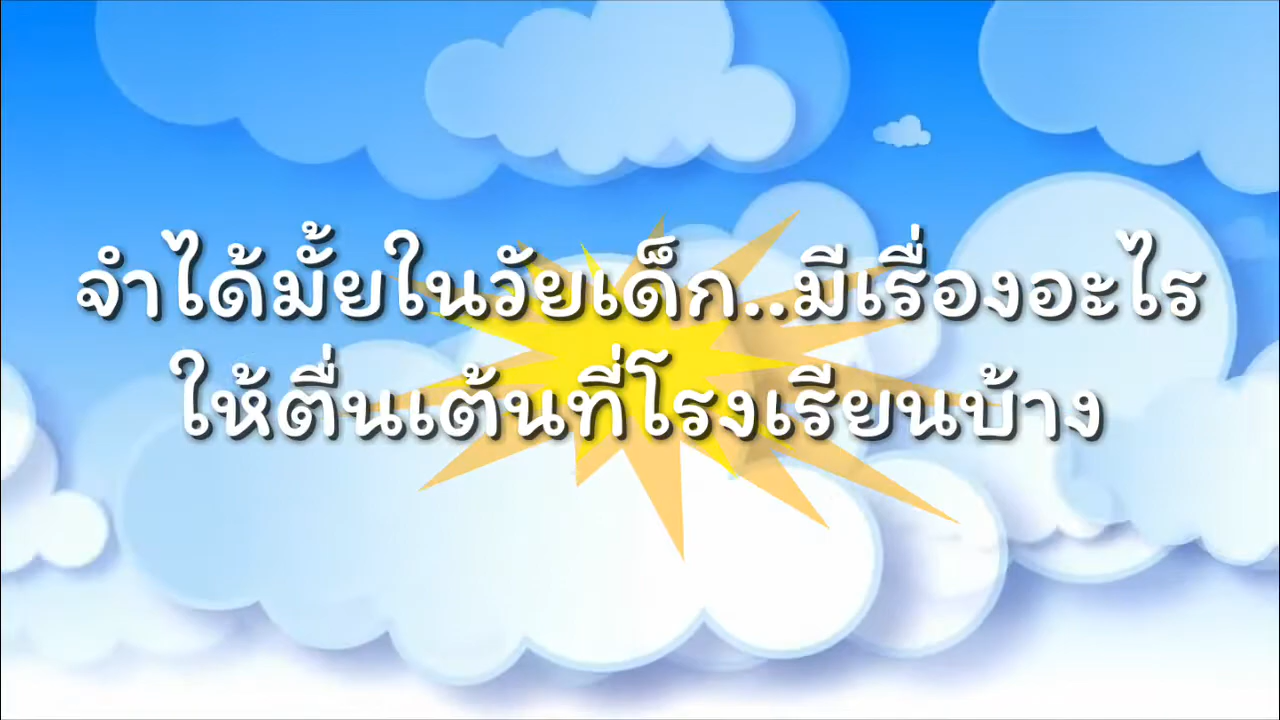 จำได้มั้ยในวัยเด็ก..มีเรื่องอะไร
ให้ตื่นเต้นที่โรงเรียนบ้าง